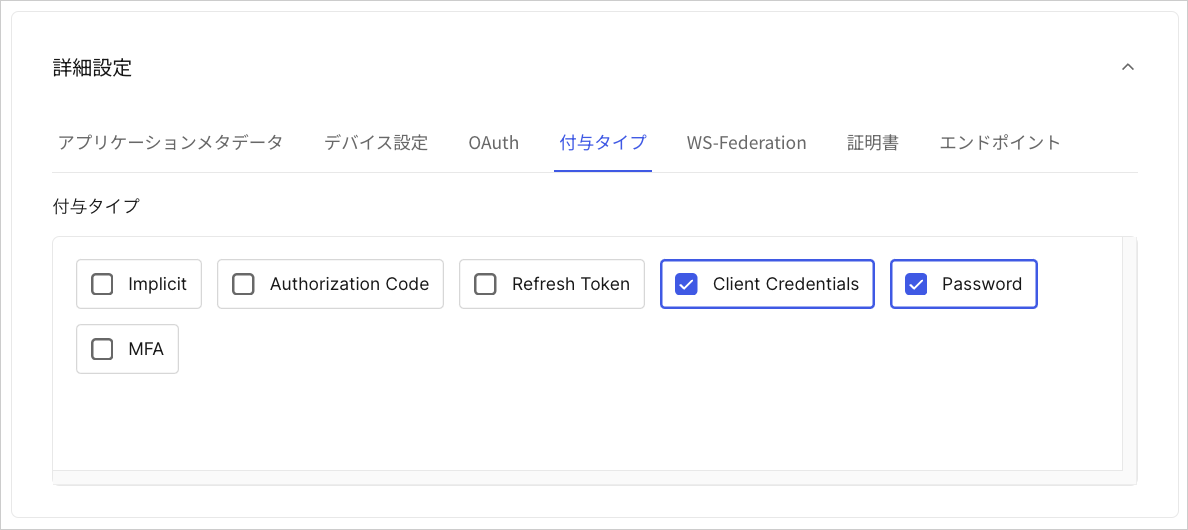 詳細設定
アプリケーションメタデータ デバイス設定 OAuth 付与タイプ WS-Federation 証明書 エンドポイント
付与タイプ
Implicit Authorization Code Refresh Token Client Credentials Password
MFA